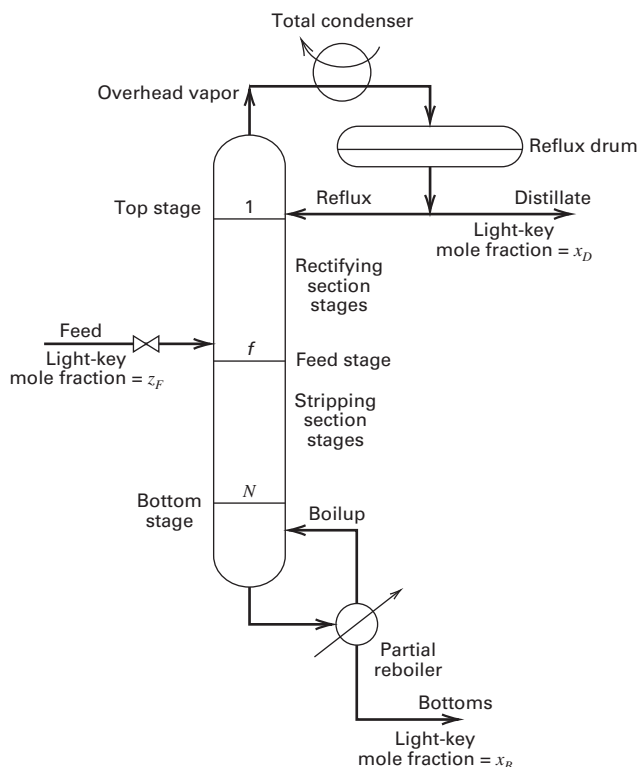 Total condenser
Overhead vapor
Reflux drum
Top stage
1
Reflux
Distillate
Light-key
mole fraction = x_D
Rectifying
section
stages
Feed
Light-key
mole fraction = z_F
f
Feed stage
Stripping
section
stages
Bottom
stage
N
Boilup
Partial
reboiler
Bottoms
Light-key
mole fraction = x_B